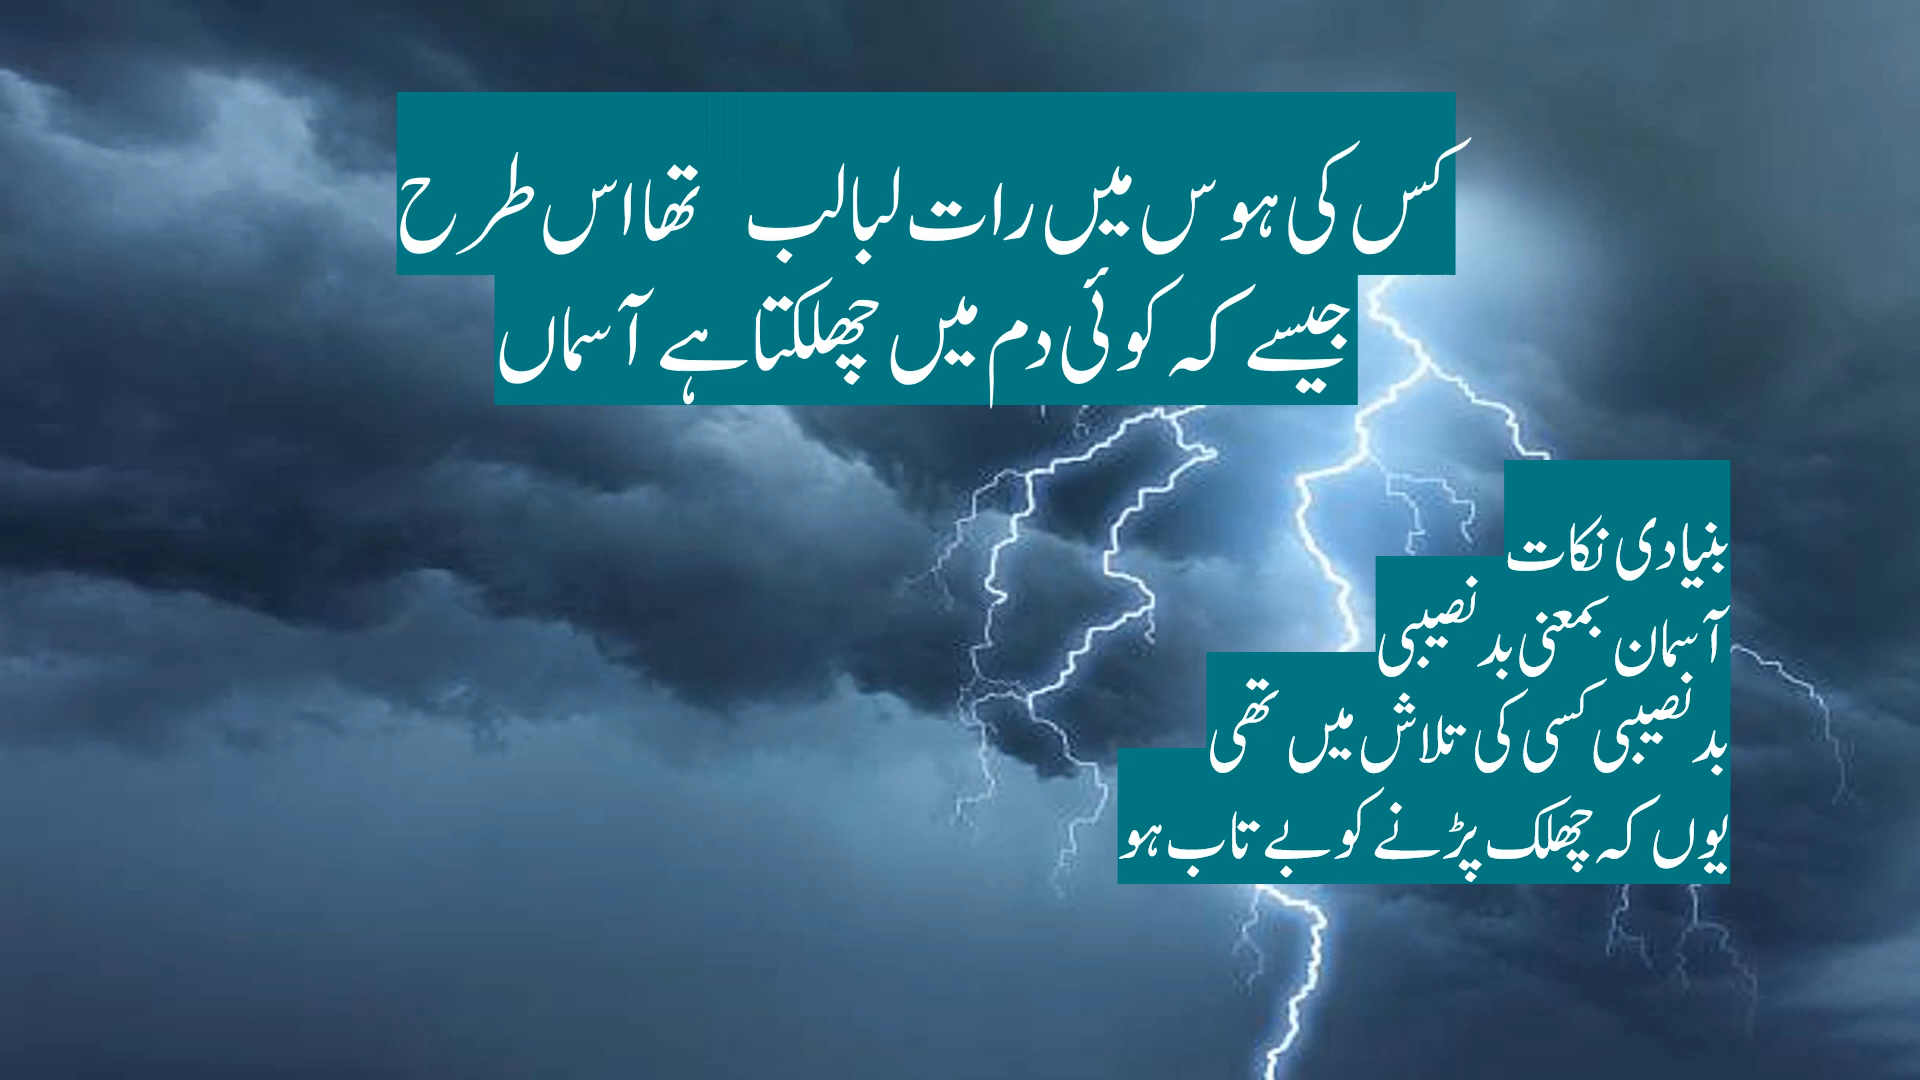 کس کی ہوس میں رات لبالب تھا اس طرح
جیسے کہ کوئی دم میں چھلکتا ہے آسماں
بنیادی نکات
آسمان بمعنی بد نصیبی
بد نصیبی کسی کی تلاش میں تھی
یوں کہ چھلک پڑنے کو بے تاب ہو